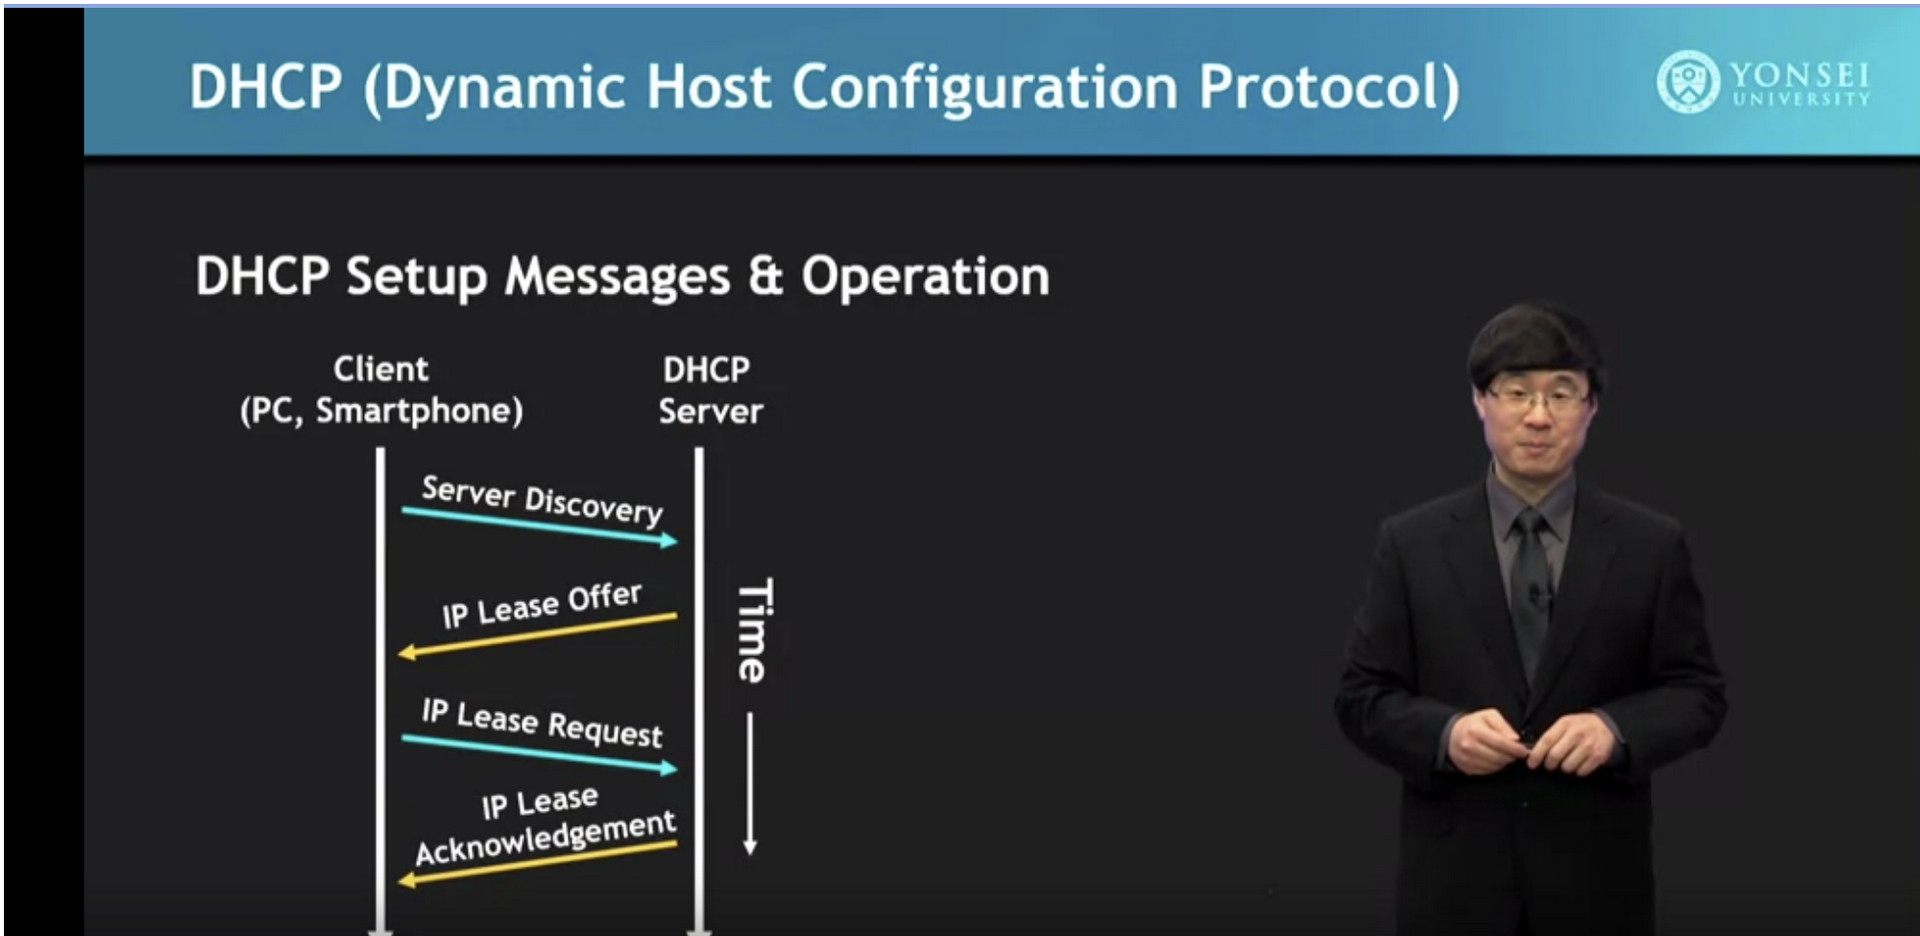 DHCP (Dynamic Host Configuration Protocol)
YONSEI
UNIVERSITY
DHCP Setup Messages & Operation
Client
(PC, Smartphone)
DHCP
Server
Server Discovery
IP Lease Offer
Time
IP Lease Request
IP Lease
Acknowledgement